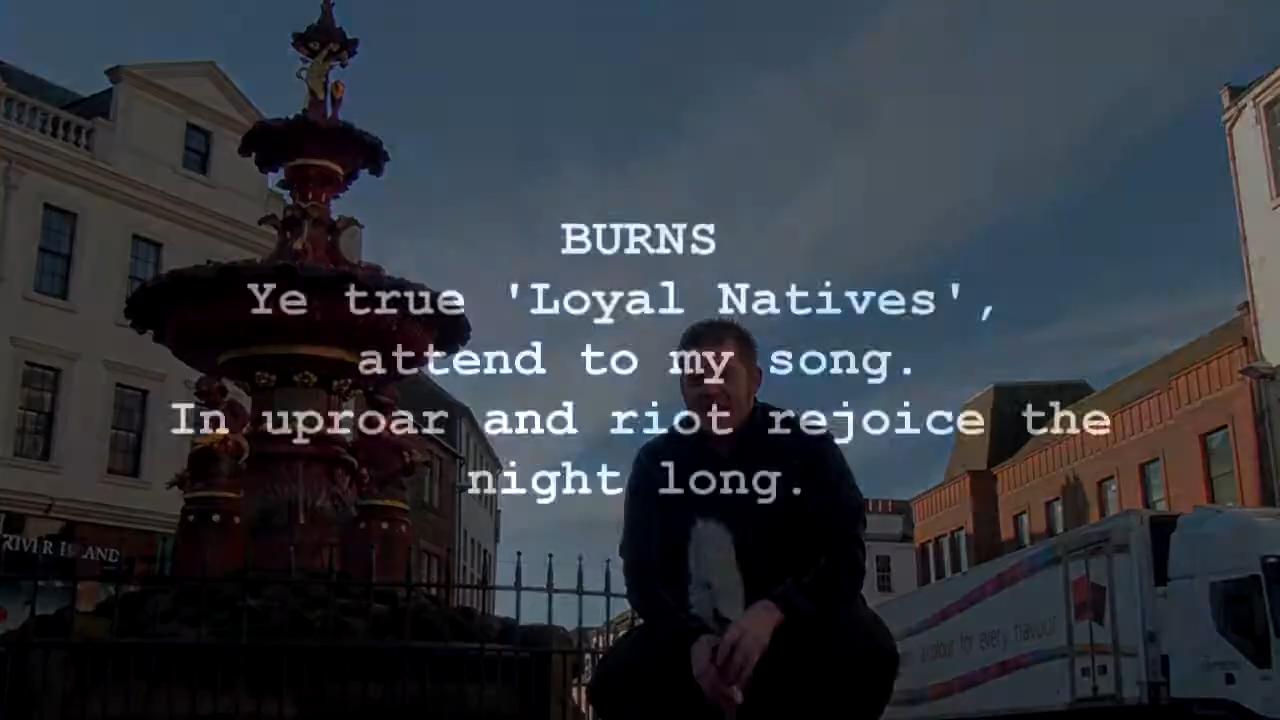 BURNS
Ye true 'Loyal Natives',
attend to my song.
In uproar and riot rejoice the
night long.
RIVER ISLAND
a colour for every flavour